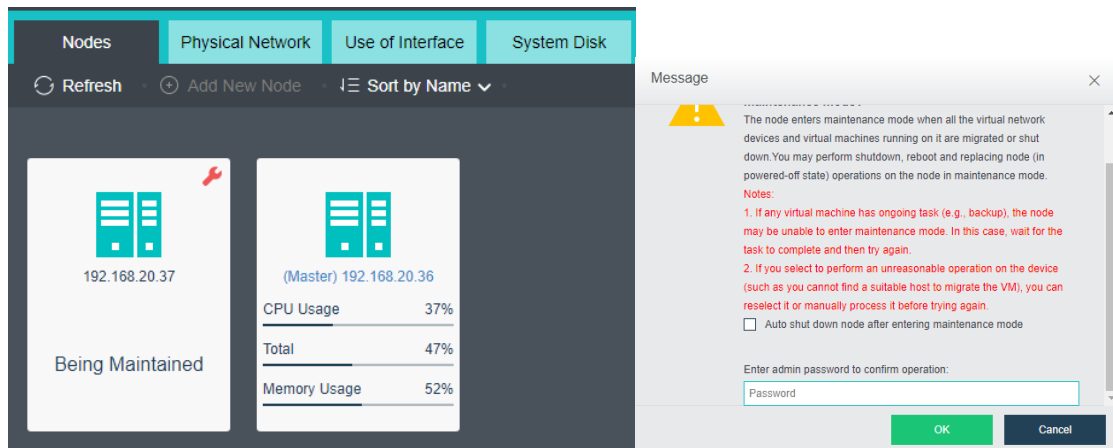 Nodes
Physical Network
Use of Interface
System Disk
Refresh
Add New Node
Sort by Name
192.168.20.37
Being Maintained
(Master) 192.168.20.36
CPU Usage 37%
Total 47%
Memory Usage 52%
Message
maintenance mode?
The node enters maintenance mode when all the virtual network
devices and virtual machines running on it are migrated or shut
down.You may perform shutdown, reboot and replacing node (in
powered-off state) operations on the node in maintenance mode.
Notes:
1. If any virtual machine has ongoing task (e.g., backup), the node
may be unable to enter maintenance mode. In this case, wait for the
task to complete and then try again.
2. If you select to perform an unreasonable operation on the device
(such as you cannot find a suitable host to migrate the VM), you can
reselect it or manually process it before trying again.
Auto shut down node after entering maintenance mode
Enter admin password to confirm operation:
Password
OK
Cancel